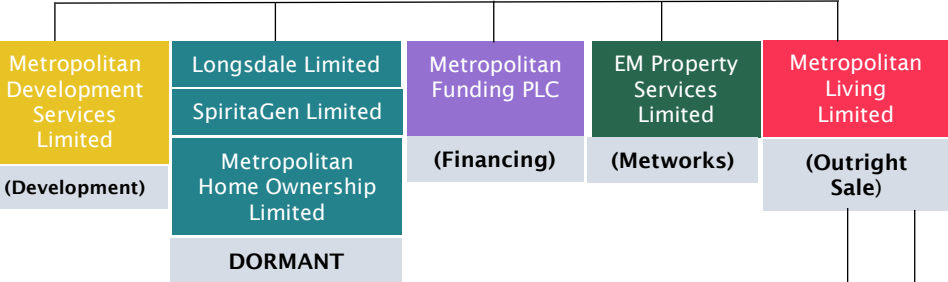 Metropolitan
Development
Services
Limited
(Development)
Longsdale Limited
SpiritaGen Limited
Metropolitan
Home Ownership
Limited
DORMANT
Metropolitan
Funding PLC
(Financing)
EM Property
Services
Limited
(Metworks)
Metropolitan
Living
Limited
(Outright
Sale)